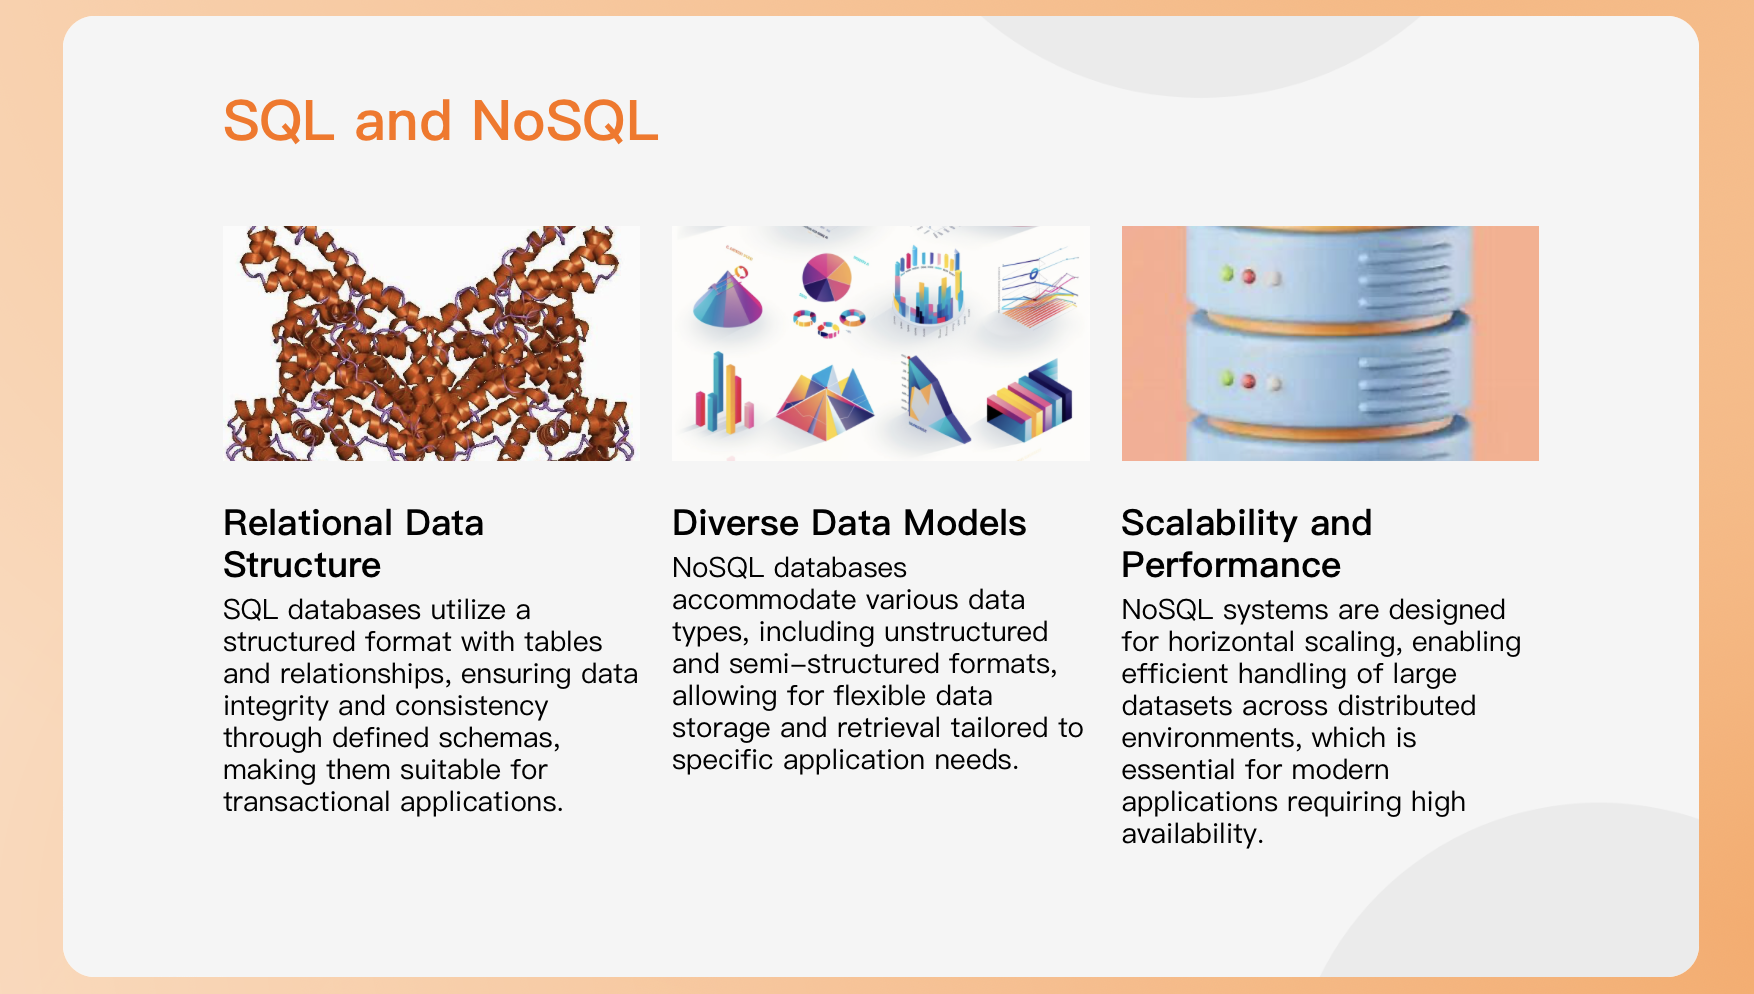 SQL and NoSQL
Relational Data
Structure
SQL databases utilize a
structured format with tables
and relationships, ensuring data
integrity and consistency
through defined schemas,
making them suitable for
transactional applications.
Diverse Data Models
NoSQL databases
accommodate various data
types, including unstructured
and semi–structured formats,
allowing for flexible data
storage and retrieval tailored to
specific application needs.
Scalability and
Performance
NoSQL systems are designed
for horizontal scaling, enabling
efficient handling of large
datasets across distributed
environments, which is
essential for modern
applications requiring high
availability.